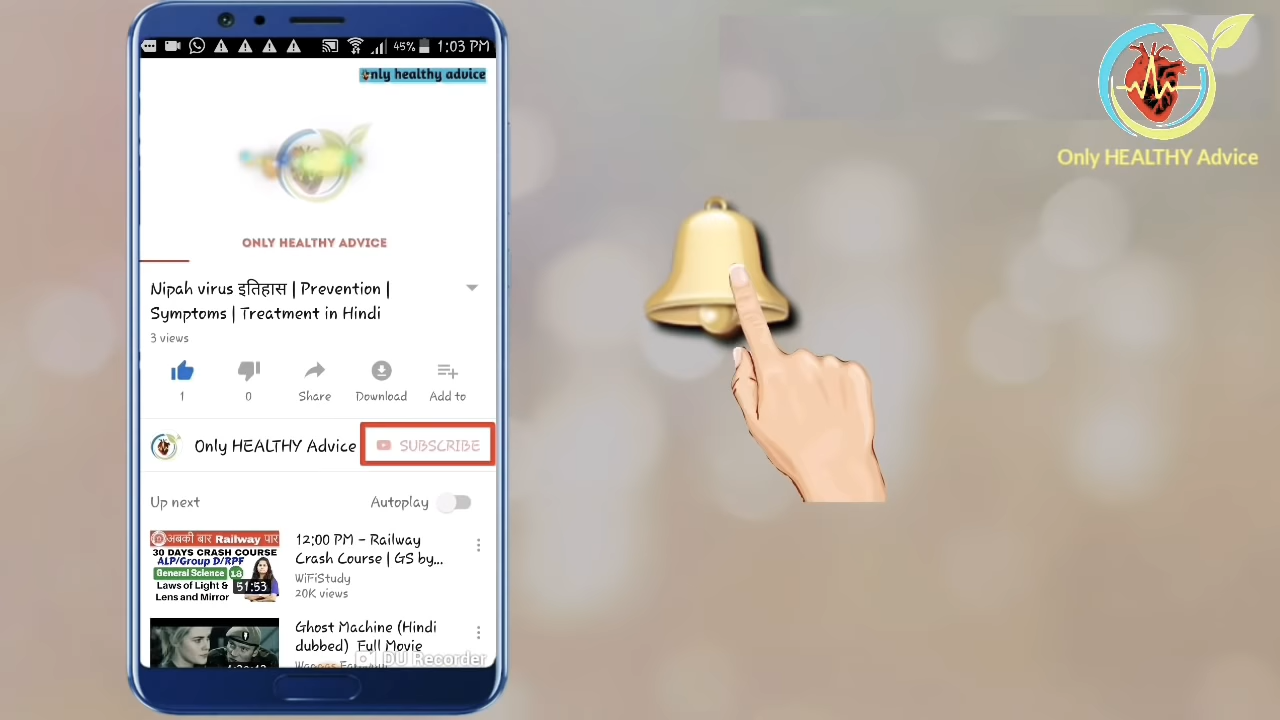 45% 1:03 PM
Only healthy advice
ONLY HEALTHY ADVICE
Nipah virus इतिहास | Prevention |
Symptoms | Treatment in Hindi
3 views
1
0
Share
Download
Add to
Only HEALTHY Advice
SUBSCRIBE
Up next
Autoplay
अबकी बार Railway पार
30 DAYS CRASH COURSE
ALP/Group D/RPF
General Science 18
Laws of Light &
Lens and Mirror
51:53
12:00 PM – Railway
Crash Course | GS by...
WiFiStudy
20K views
Ghost Machine (Hindi
dubbed) Full Movie
DU Recorder
Only HEALTHY Advice